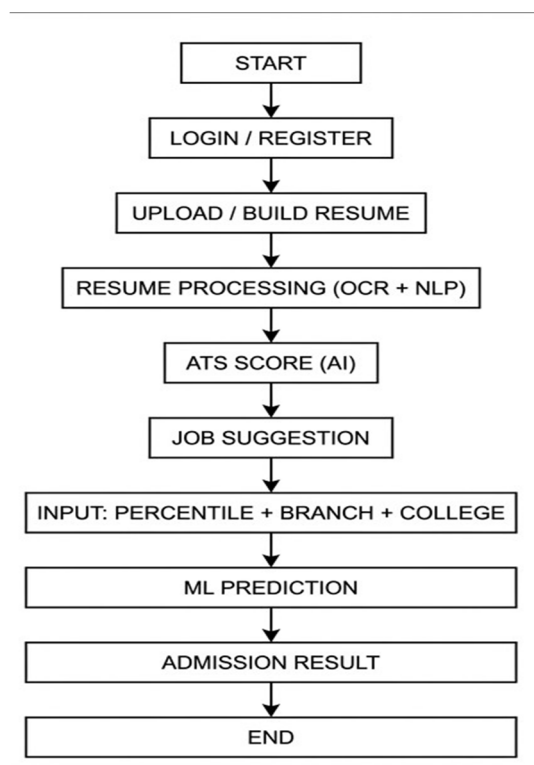 START
LOGIN / REGISTER
UPLOAD / BUILD RESUME
RESUME PROCESSING (OCR + NLP)
ATS SCORE (AI)
JOB SUGGESTION
INPUT: PERCENTILE + BRANCH + COLLEGE
ML PREDICTION
ADMISSION RESULT
END